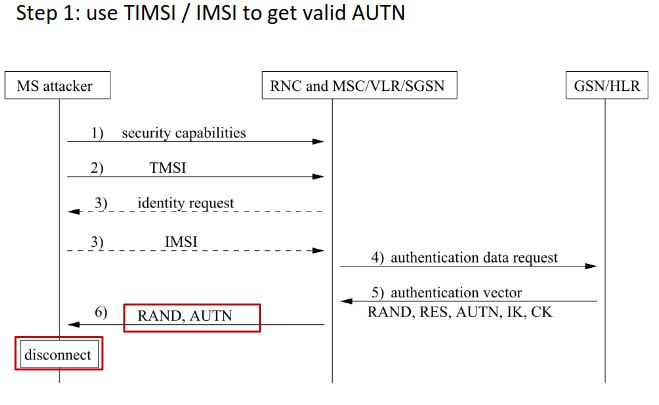 Step 1: use TIMSI / IMSI to get valid AUTN
MS attacker
RNC and MSC/VLR/SGSN
GSN/HLR
1) security capabilities
2) TMSI
3) identity request
3) IMSI
4) authentication data request
5) authentication vector
RAND, RES, AUTN, IK, CK
6) RAND, AUTN
disconnect